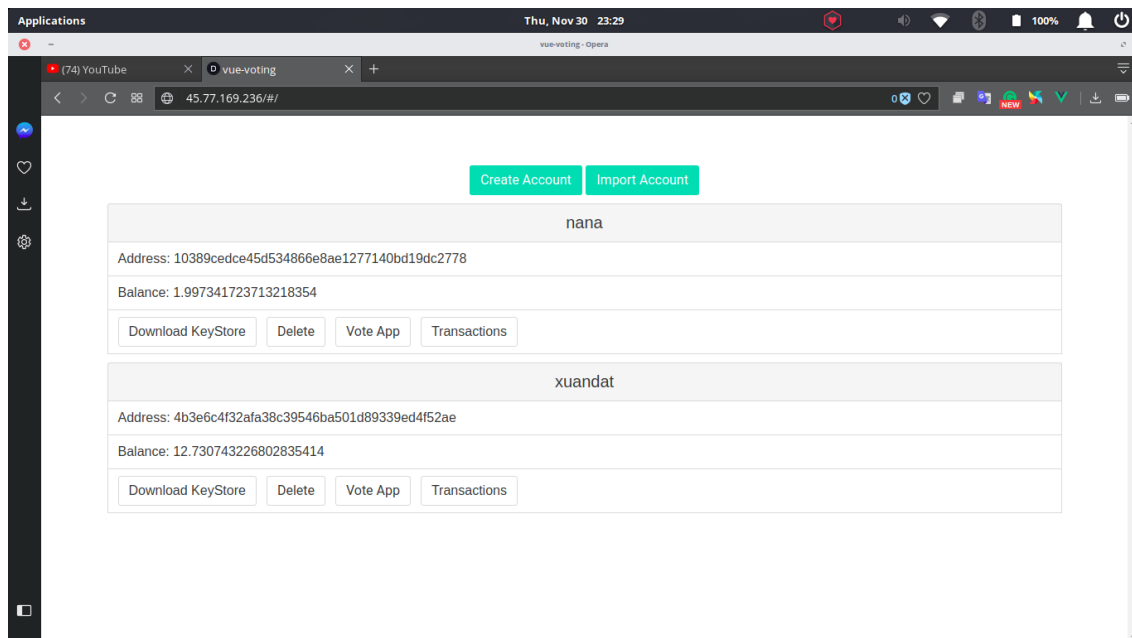 Applications Thu, Nov 30 23:29 100%
vue-voting - Opera
(74) YouTube vue-voting
45.77.169.236/#/ 0 NEW
Create Account Import Account
nana
Address: 10389cedce45d534866e8ae1277140bd19dc2778
Balance: 1.997341723713218354
Download KeyStore Delete Vote App Transactions
xuandat
Address: 4b3e6c4f32afa38c39546ba501d89339ed4f52ae
Balance: 12.730743226802835414
Download KeyStore Delete Vote App Transactions